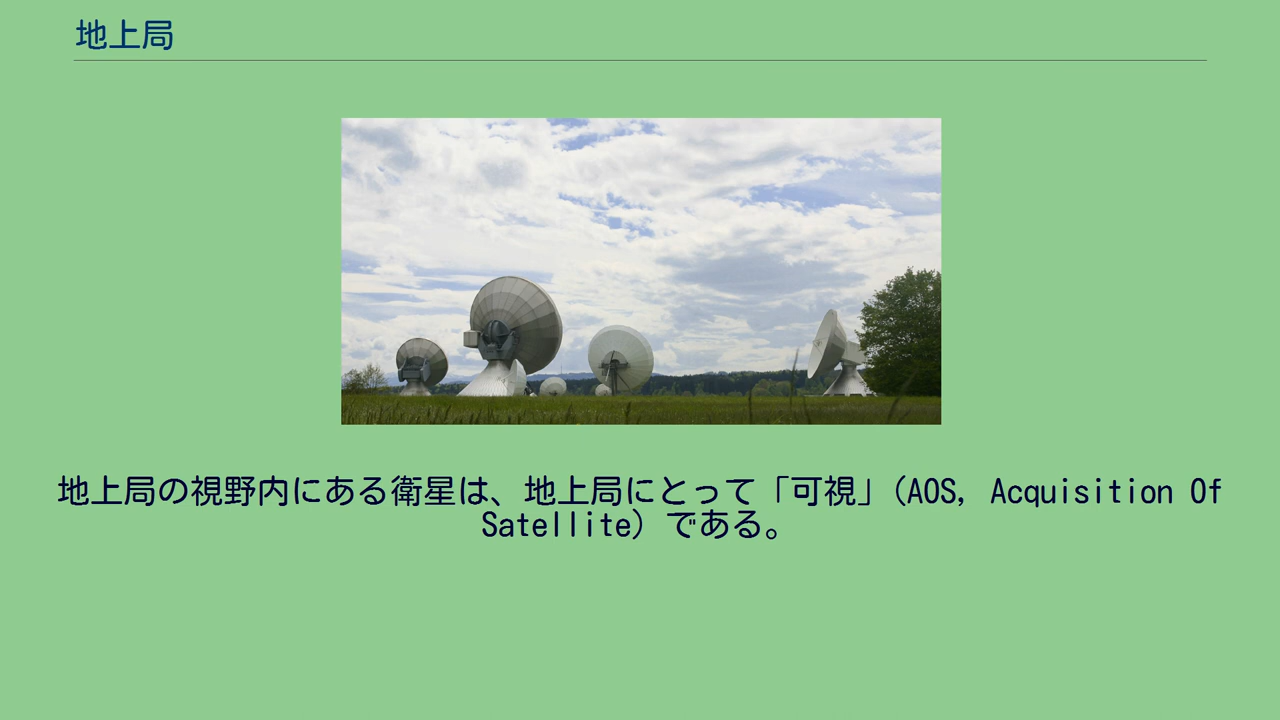 地上局
地上局の視野内にある衛星は、地上局にとって「可視」(AOS, Acquisition Of
Satellite) である。